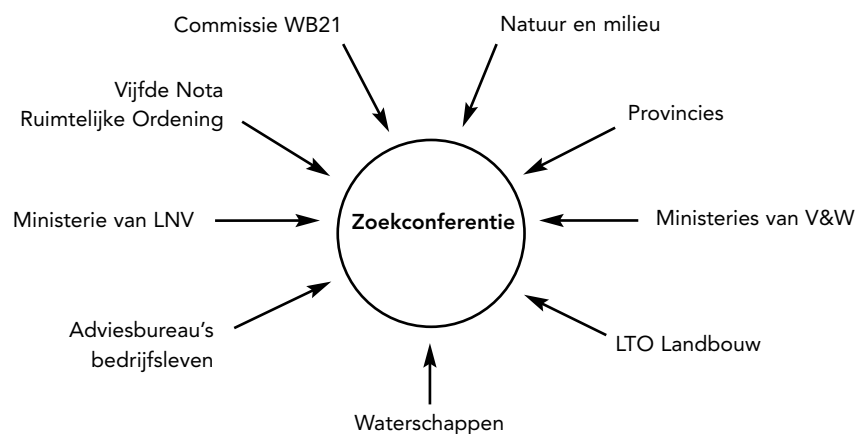 Commissie WB21
Natuur en milieu
Vijfde Nota
Ruimtelijke Ordening
Provincies
Ministerie van LNV
Zoekconferentie
Ministeries van V&W
Adviesbureau's
bedrijfsleven
LTO Landbouw
Waterschappen